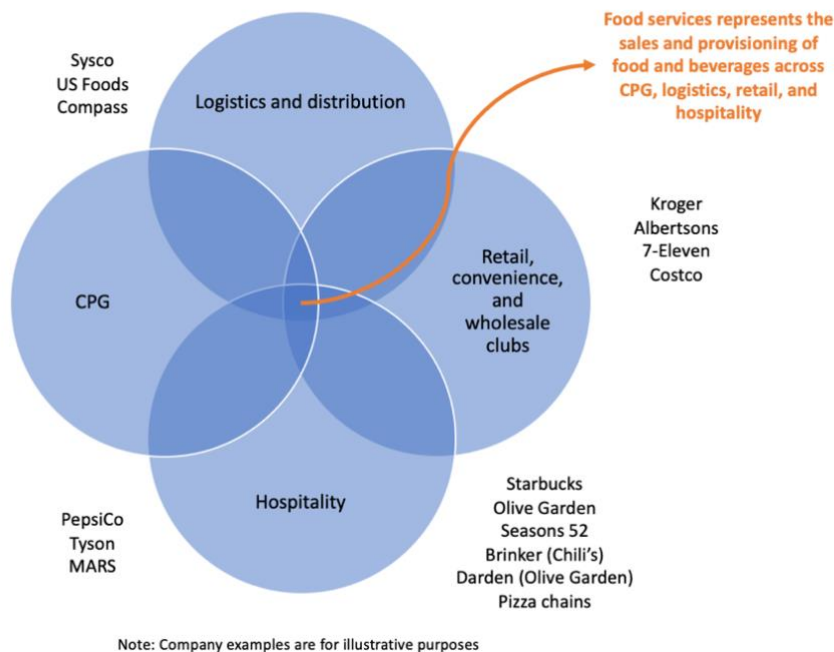 Food services represents the
sales and provisioning of
food and beverages across
CPG, logistics, retail, and
hospitality
Sysco
US Foods
Compass
Logistics and distribution
Kroger
Albertsons
7-Eleven
Costco
Retail,
convenience,
and
wholesale
clubs
CPG
Hospitality
PepsiCo
Tyson
MARS
Starbucks
Olive Garden
Seasons 52
Brinker (Chili’s)
Darden (Olive Garden)
Pizza chains
Note: Company examples are for illustrative purposes